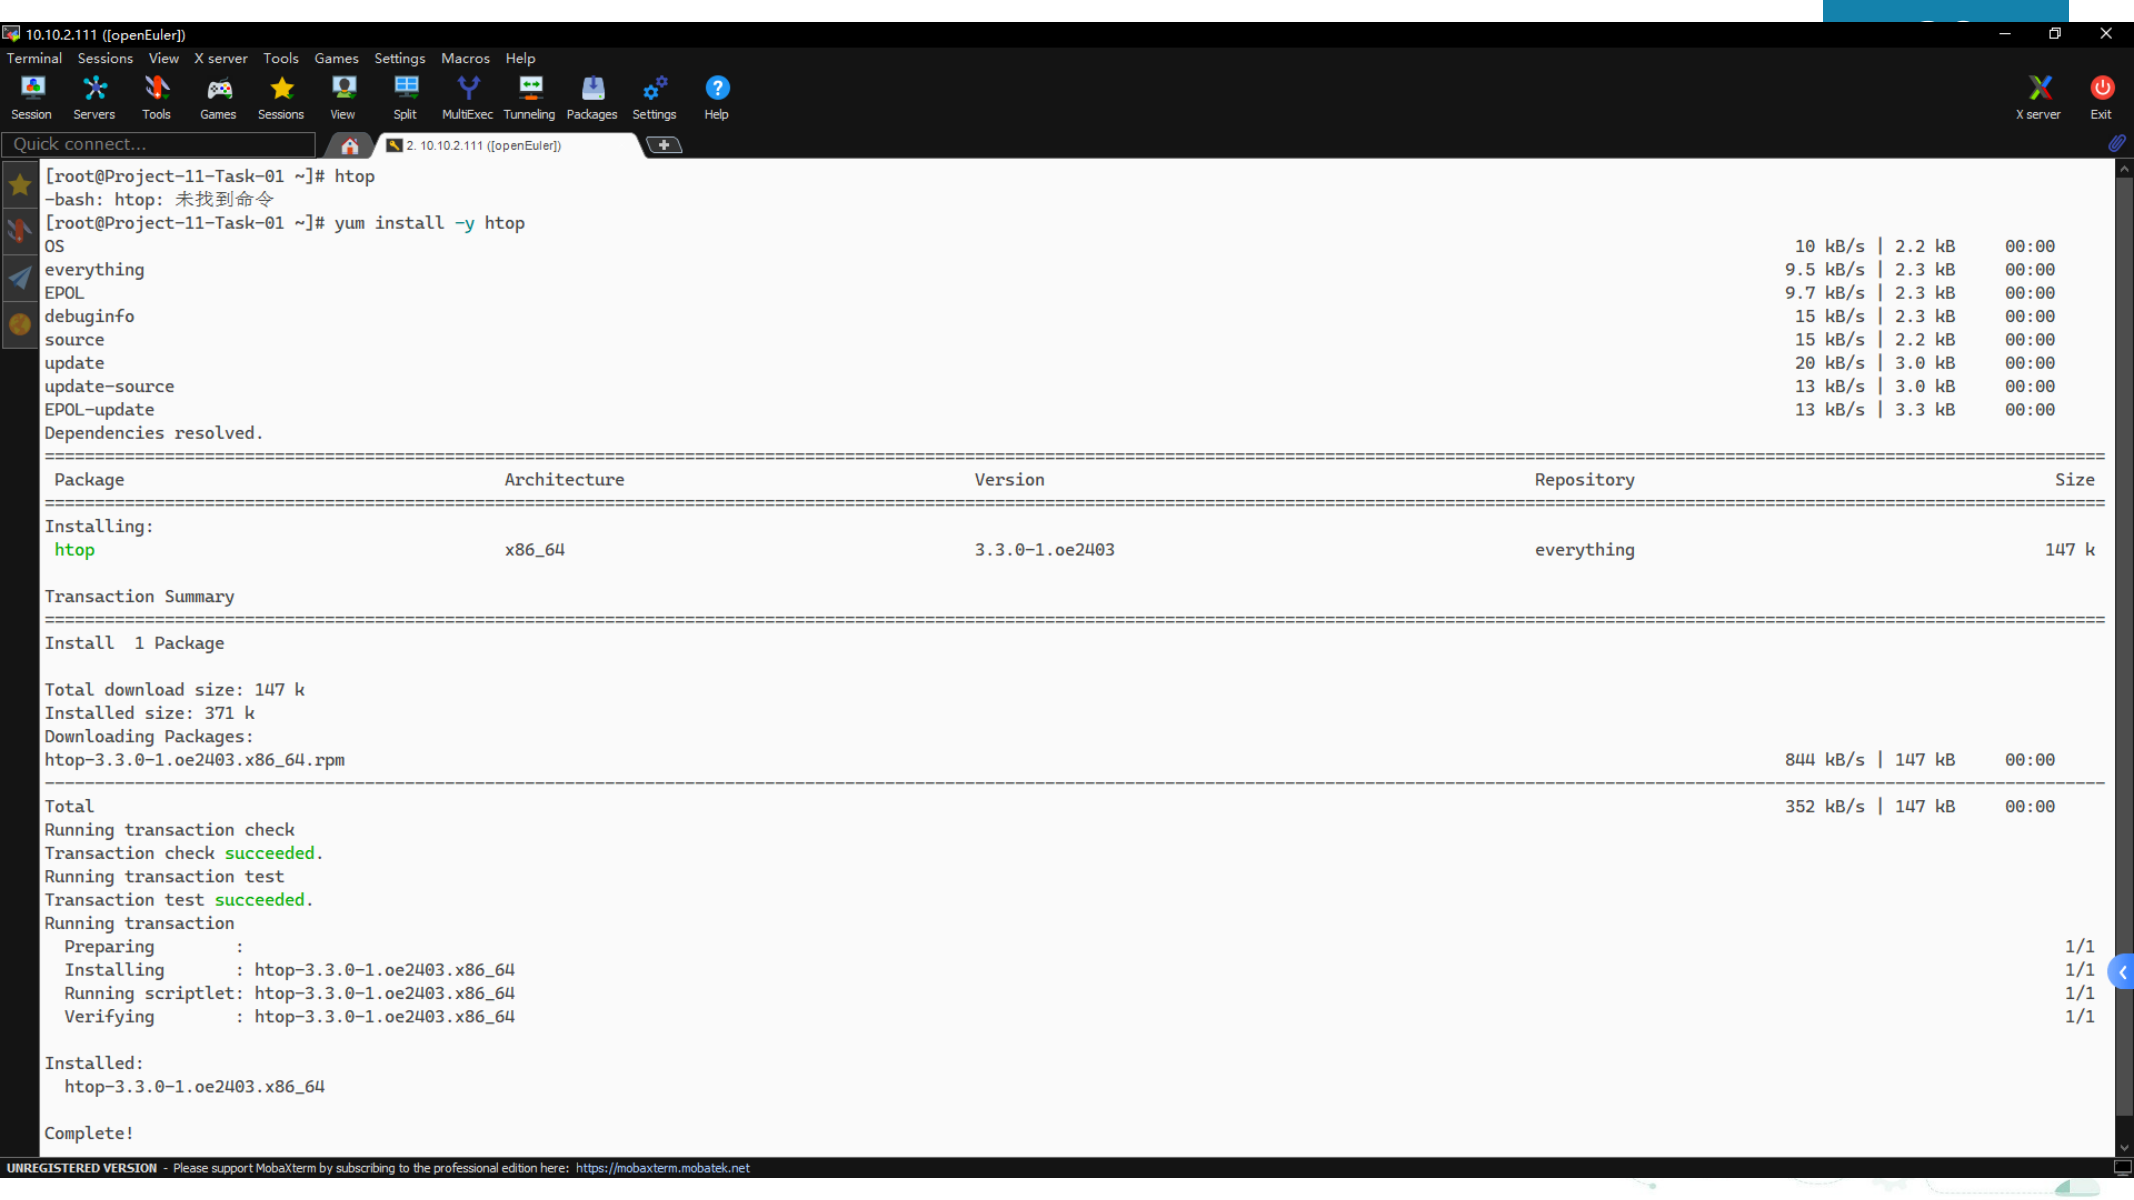 10.10.2.111 ([openEuler])
Terminal Sessions View X server Tools Games Settings Macros Help
Session Servers Tools Games Sessions View Split MultiExec Tunneling Packages Settings Help X server Exit
Quick connect... 2. 10.10.2.111 ([openEuler])
[root@Project-11-Task-01 ~]# htop
-bash: htop: 未找到命令
[root@Project-11-Task-01 ~]# yum install -y htop
OS 10 kB/s | 2.2 kB 00:00
everything 9.5 kB/s | 2.3 kB 00:00
EPOL 9.7 kB/s | 2.3 kB 00:00
debuginfo 15 kB/s | 2.3 kB 00:00
source 15 kB/s | 2.2 kB 00:00
update 20 kB/s | 3.0 kB 00:00
update-source 13 kB/s | 3.0 kB 00:00
EPOL-update 13 kB/s | 3.3 kB 00:00
Dependencies resolved.
Package Architecture Version Repository Size
Installing:
htop x86_64 3.3.0-1.oe2403 everything 147 k
Transaction Summary
Install 1 Package
Total download size: 147 k
Installed size: 371 k
Downloading Packages:
htop-3.3.0-1.oe2403.x86_64.rpm 844 kB/s | 147 kB 00:00
Total 352 kB/s | 147 kB 00:00
Running transaction check
Transaction check succeeded.
Running transaction test
Transaction test succeeded.
Running transaction
Preparing : 1/1
Installing : htop-3.3.0-1.oe2403.x86_64 1/1
Running scriptlet: htop-3.3.0-1.oe2403.x86_64 1/1
Verifying : htop-3.3.0-1.oe2403.x86_64 1/1
Installed:
htop-3.3.0-1.oe2403.x86_64
Complete!
UNREGISTERED VERSION - Please support MobaXterm by subscribing to the professional edition here: https://mobaxterm.mobatek.net